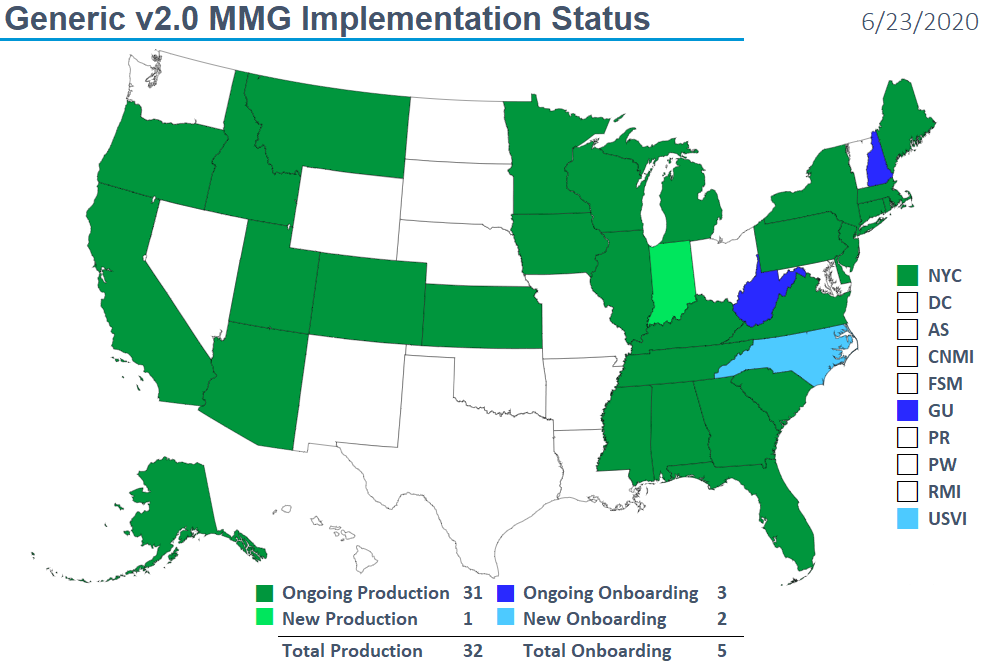 Generic v2.0 MMG Implementation Status
6/23/2020
NYC
DC
AS
CNMI
FSM
GU
PR
PW
RMI
USVI
Ongoing Production 31 Ongoing Onboarding 3
New Production 1 New Onboarding 2
Total Production 32 Total Onboarding 5